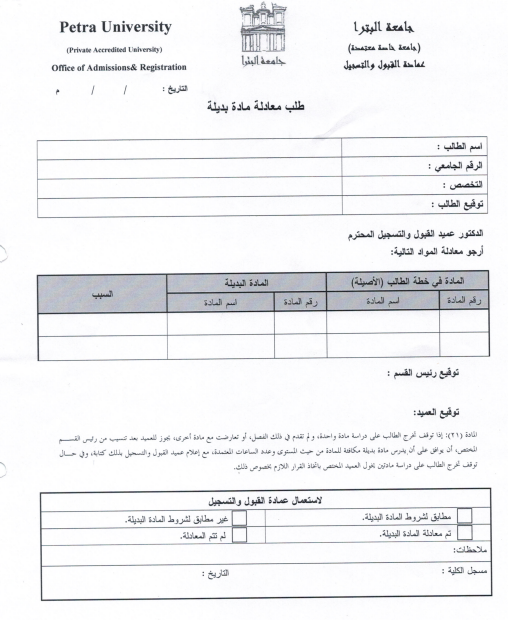 Petra University
(Private Accredited University)
Office of Admissions& Registration
جامعة البترا
جامعة البترا
(جامعة خاصة معتمدة)
عمادة القبول والتسجيل
التاريخ : / / م
طلب معادلة مادة بديلة
اسم الطالب :
الرقم الجامعي :
التخصص :
توقيع الطالب :
الدكتور عميد القبول والتسجيل المحترم
أرجو معادلة المواد التالية:
المادة في خطة الطالب (الأصيلة) المادة البديلة السبب
رقم المادة اسم المادة رقم المادة اسم المادة
توقيع رئيس القسم :
توقيع العميد:
المادة (٢١): إذا توقف تخرج الطالب على دراسة مادة واحدة، ولم تقدم في ذلك الفصل، أو تعارضت مع مادة أخرى، يجوز للعميد بعد تنسيب من رئيس القسم
المختص، أن يوافق على أن يدرس مادة بديلة مكافئة للمادة من حيث المستوى وعدد الساعات المعتمدة، مع إعلام عميد القبول والتسجيل بذلك كتابة، وفي حال
توقف تخرج الطالب على دراسة مادتين يخول العميد المختص باتخاذ القرار اللازم بخصوص ذلك.
لاستعمال عمادة القبول والتسجيل
مطابق لشروط المادة البديلة. غير مطابق لشروط المادة البديلة.
تم معادلة المادة البديلة. لم تتم المعادلة.
ملاحظات:
مسجل الكلية : التاريخ :